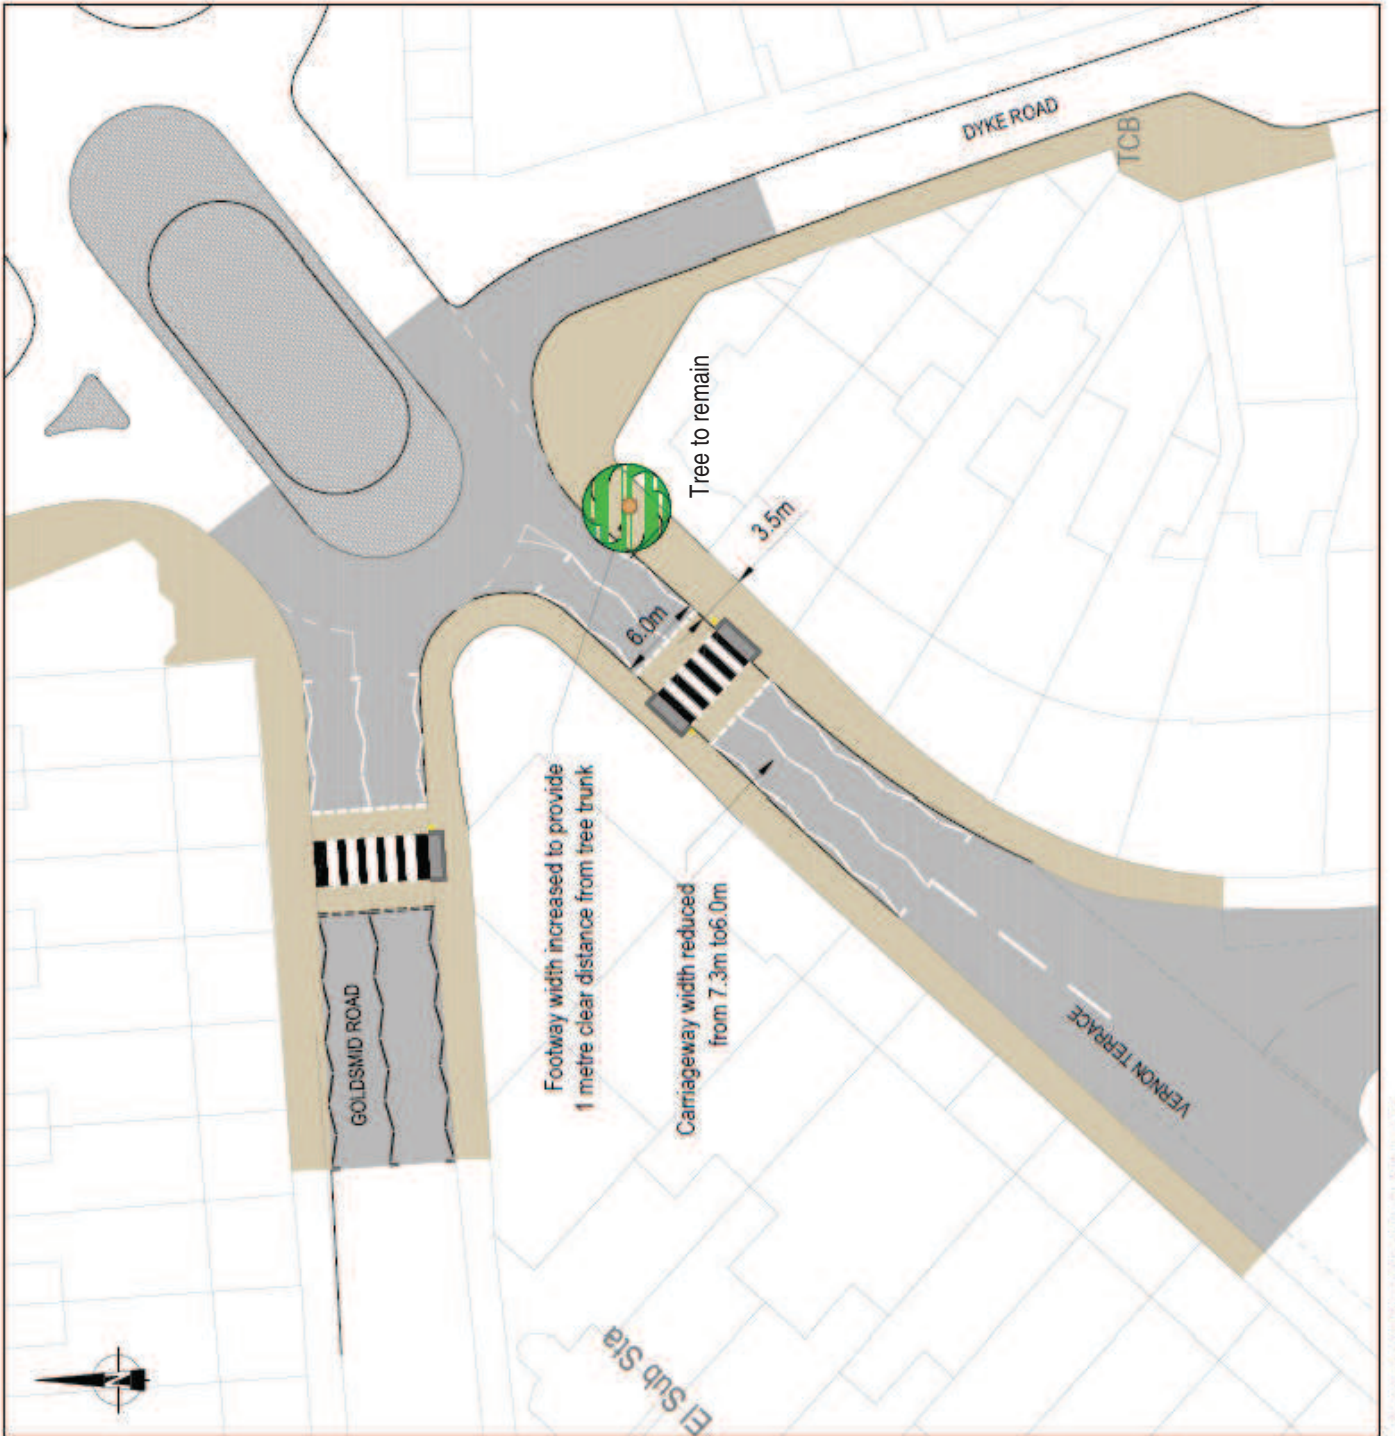 DYKE ROAD
TCB
Tree to remain
3.5m
6.0m
Footway width increased to provide
1 metre clear distance from tree trunk
Carriageway width reduced
from 7.3m to6.0m
GOLDSMID ROAD
VERNON TERRACE
El Sub Sta
N